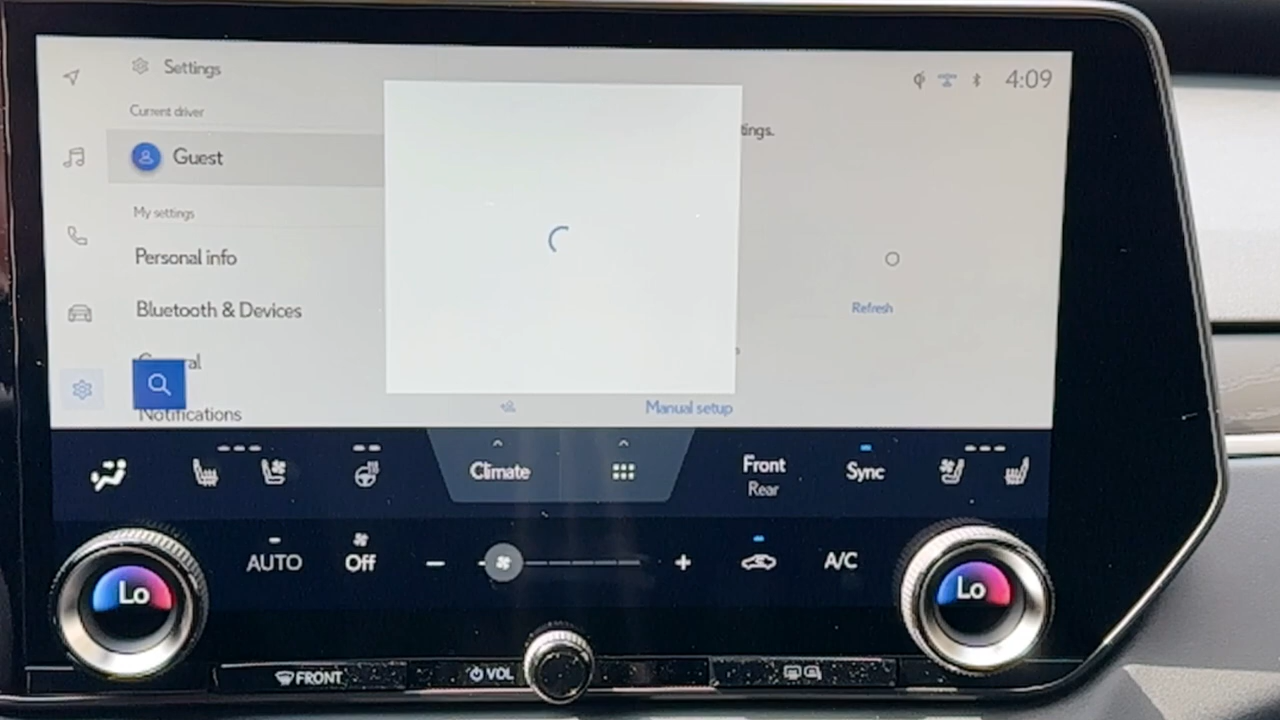 Settings
4:09
Current driver
tings.
Guest
My settings
Personal info
Bluetooth & Devices
Refresh
al
Notifications
Manual setup
Climate
Front
Rear
Sync
AUTO
Off
A/C
Lo
Lo
FRONT
VOL